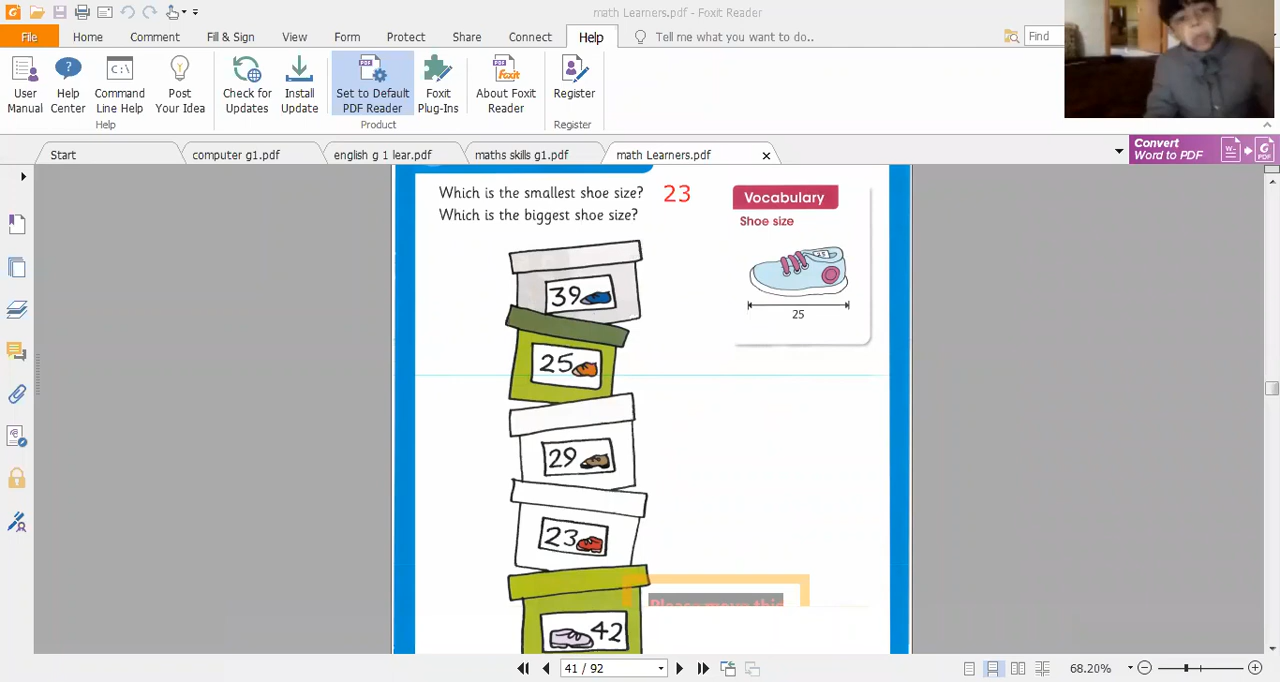 math Learners.pdf - Foxit Reader
File Home Comment Fill & Sign View Form Protect Share Connect Help Tell me what you want to do.. Find
User Manual
Help Center
Command Line Help
Post Your Idea
Help
Check for Updates
Install Update
Set to Default PDF Reader
Foxit Plug-Ins
About Foxit Reader
Product
Register
Register
Start computer g1.pdf english g 1 lear.pdf maths skills g1.pdf math Learners.pdf
Convert
Word to PDF
Which is the smallest shoe size? 23
Which is the biggest shoe size?
Vocabulary
Shoe size
25
39
25
29
23
42
Please move this
41 / 92
68.20%